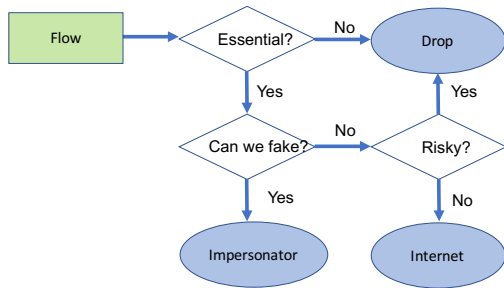 Flow
Essential?
No
Drop
Yes
Yes
Can we fake?
No
Risky?
Yes
No
Impersonator
Internet